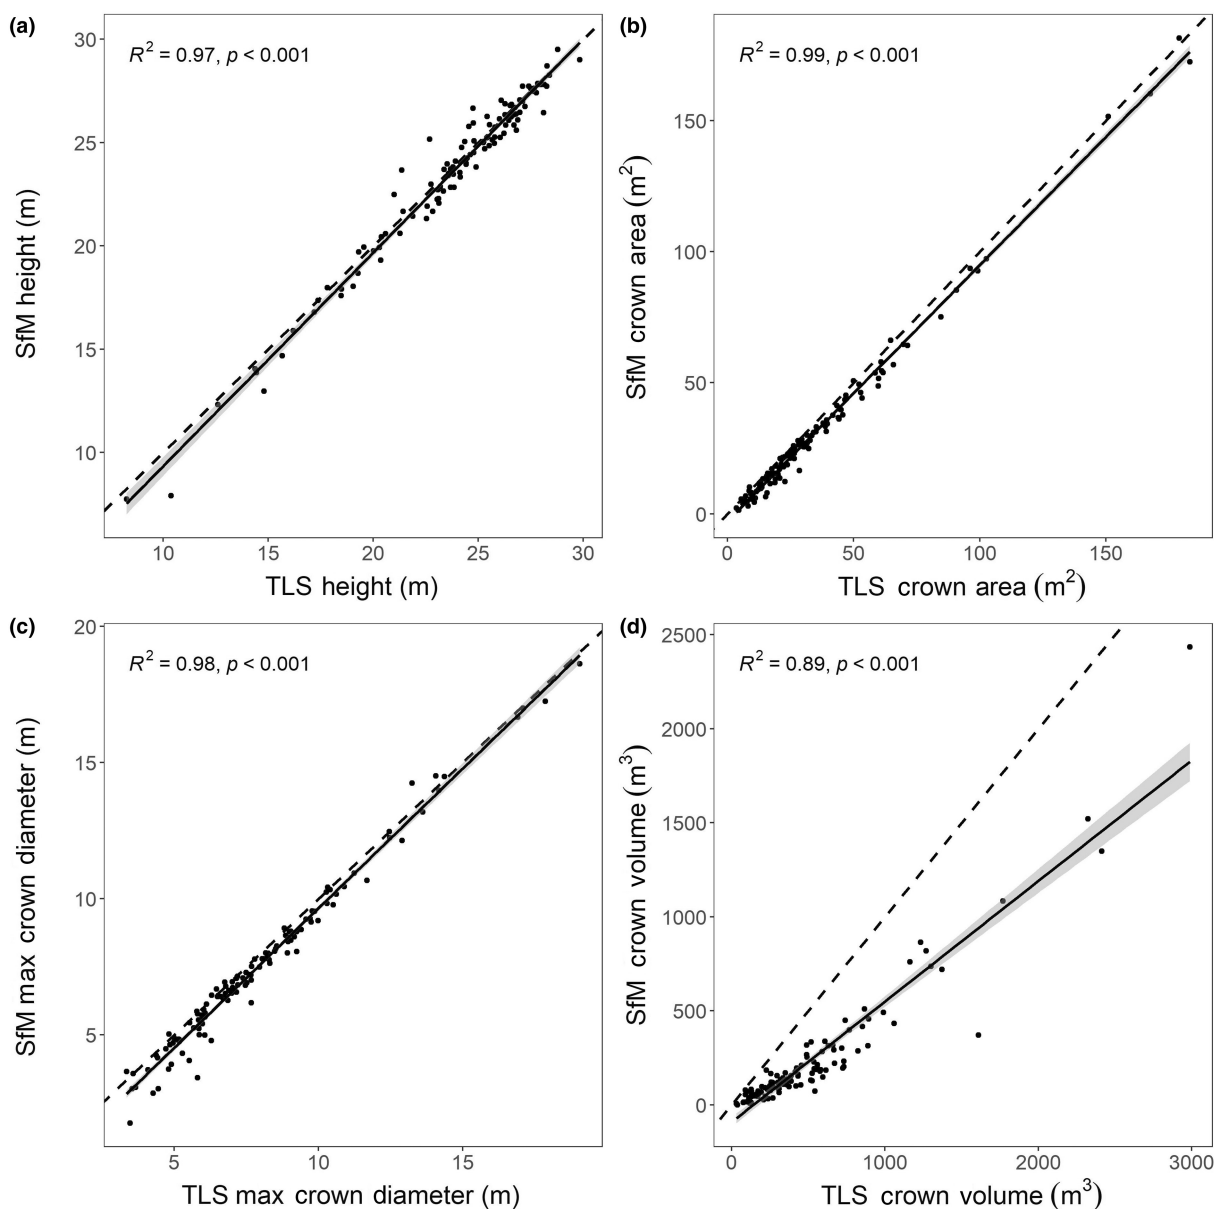 (a)
R² = 0.97, p < 0.001
30
25
20
15
10
SfM height (m)
10 15 20 25 30
TLS height (m)
(b)
R² = 0.99, p < 0.001
150
100
50
0
SfM crown area (m²)
0 50 100 150
TLS crown area (m²)
(c)
R² = 0.98, p < 0.001
20
15
10
5
SfM max crown diameter (m)
5 10 15
TLS max crown diameter (m)
(d)
R² = 0.89, p < 0.001
2500
2000
1500
1000
500
0
SfM crown volume (m³)
0 1000 2000 3000
TLS crown volume (m³)